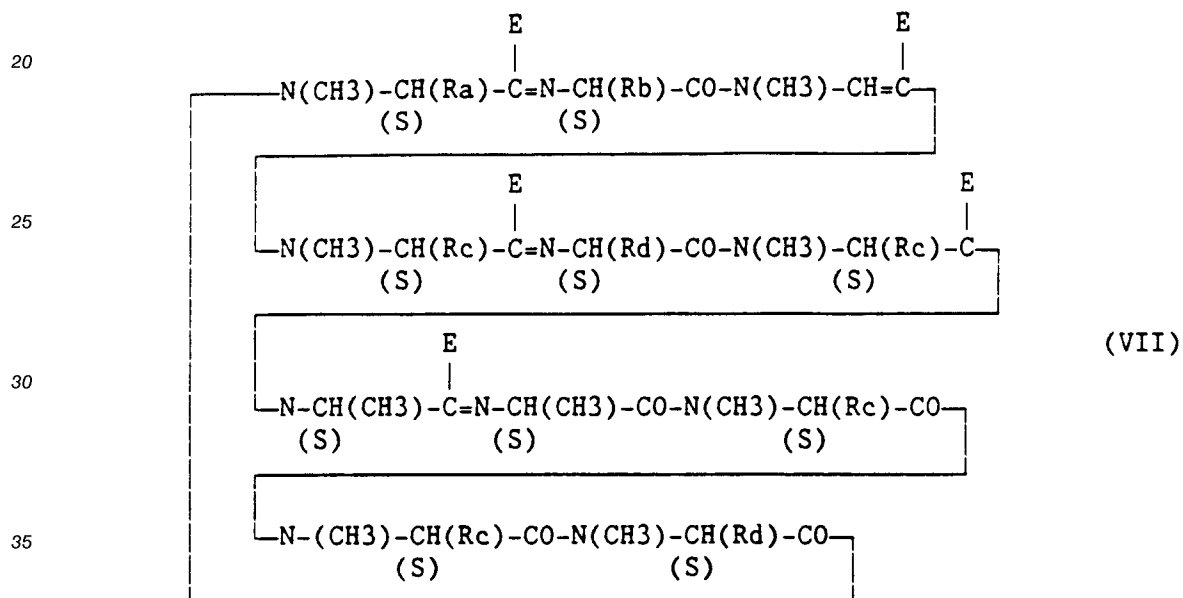 E E
20
N(CH3)-CH(Ra)-C=N-CH(Rb)-CO-N(CH3)-CH=C
(S) (S)
E E
25
N(CH3)-CH(Rc)-C=N-CH(Rd)-CO-N(CH3)-CH(Rc)-C
(S) (S) (S)
E
(VII)
30
N-CH(CH3)-C=N-CH(CH3)-CO-N(CH3)-CH(Rc)-CO
(S) (S) (S)
35
N-(CH3)-CH(Rc)-CO-N(CH3)-CH(Rd)-CO
(S) (S)